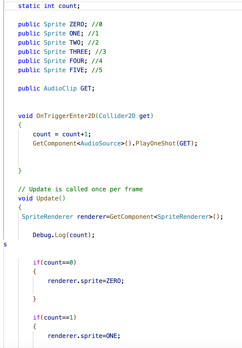 static int count;
public Sprite ZERO; //0
public Sprite ONE; //1
public Sprite TWO; //2
public Sprite THREE; //3
public Sprite FOUR; //4
public Sprite FIVE; //5
public AudioClip GET;
void OnTriggerEnter2D(Collider2D get)
{
count = count+1;
GetComponent<AudioSource>().PlayOneShot(GET);
}
// Update is called once per frame
void Update()
{
SpriteRenderer renderer=GetComponent<SpriteRenderer>();
Debug.Log(count);
s
if(count==0)
{
renderer.sprite=ZERO;
}
if(count==1)
{
renderer.sprite=ONE;